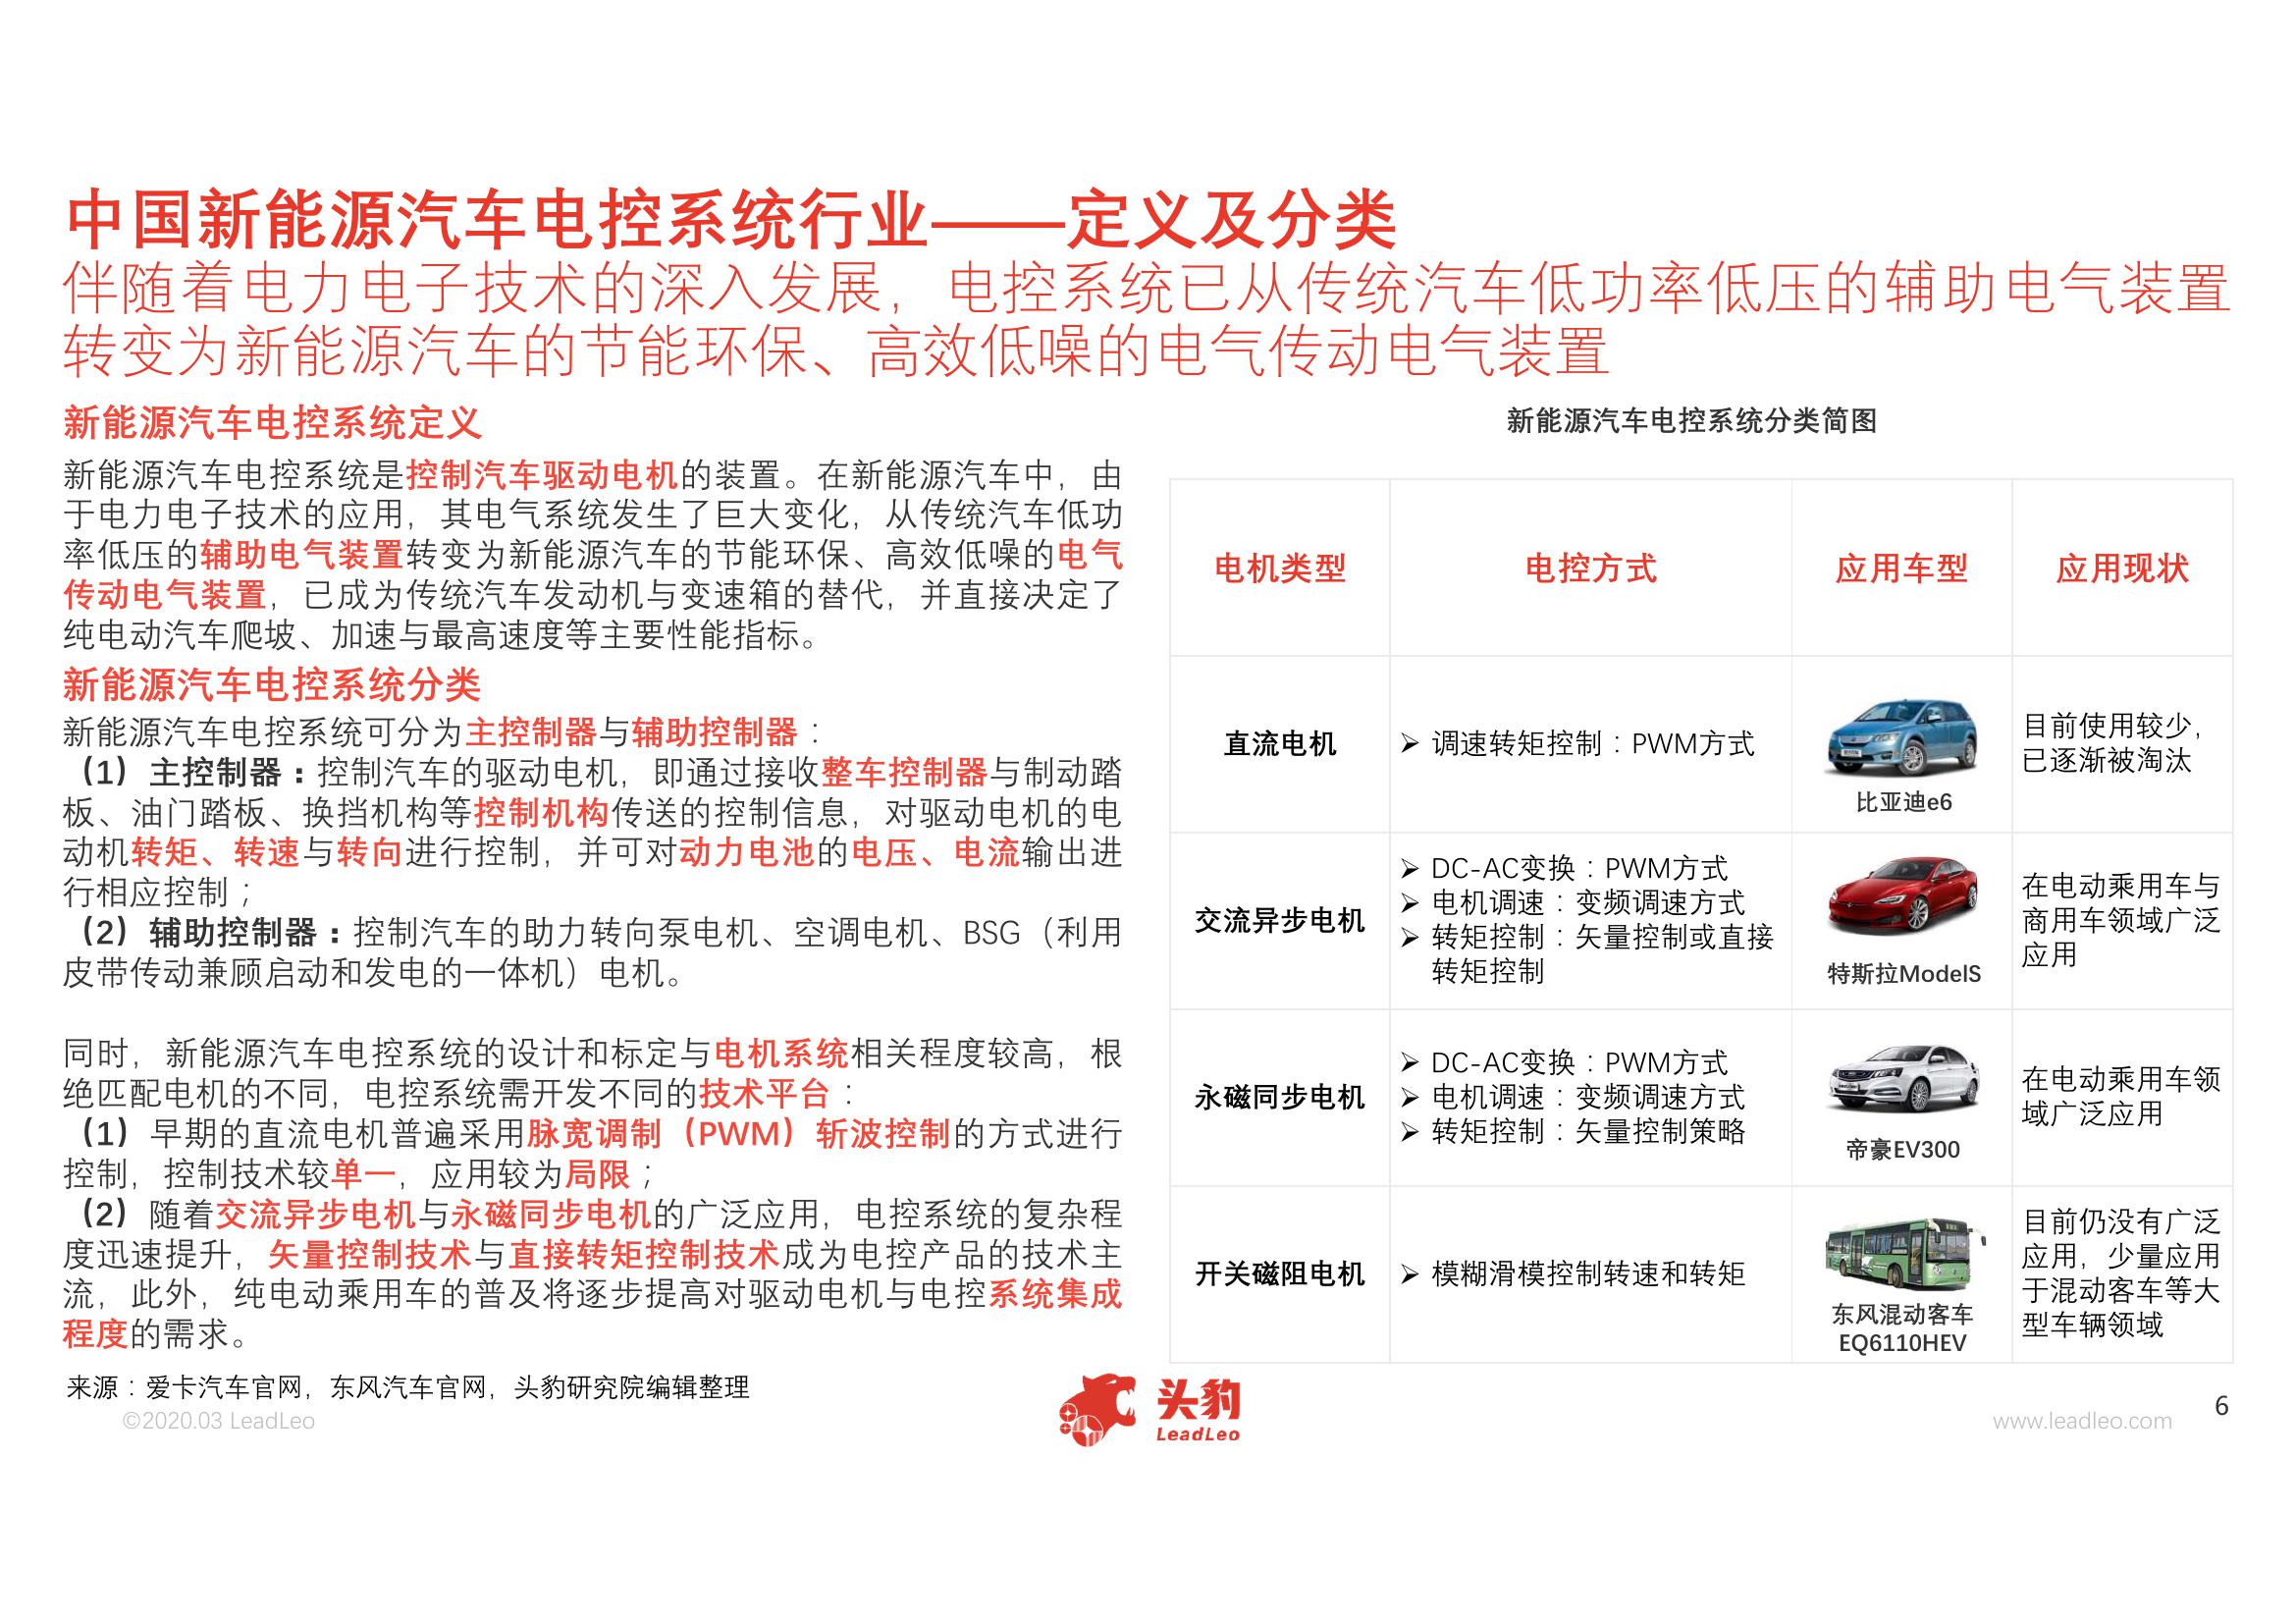 中国新能源汽车电控系统行业——定义及分类
伴随着电力电子技术的深入发展，电控系统已从传统汽车低功率低压的辅助电气装置
转变为新能源汽车的节能环保、高效低噪的电气传动电气装置
新能源汽车电控系统定义
新能源汽车电控系统是控制汽车驱动电机的装置。在新能源汽车中，由
于电力电子技术的应用，其电气系统发生了巨大变化，从传统汽车低功
率低压的辅助电气装置转变为新能源汽车的节能环保、高效低噪的电气
传动电气装置，已成为传统汽车发动机与变速箱的替代，并直接决定了
纯电动汽车爬坡、加速与最高速度等主要性能指标。
新能源汽车电控系统分类
新能源汽车电控系统可分为主控制器与辅助控制器：
（1）主控制器：控制汽车的驱动电机，即通过接收整车控制器与制动踏
板、油门踏板、换挡机构等控制机构传送的控制信息，对驱动电机的电
动机转矩、转速与转向进行控制，并可对动力电池的电压、电流输出进
行相应控制；
（2）辅助控制器：控制汽车的助力转向泵电机、空调电机、BSG（利用
皮带传动兼顾启动和发电的一体机）电机。
同时，新能源汽车电控系统的设计和标定与电机系统相关程度较高，根
绝匹配电机的不同，电控系统需开发不同的技术平台：
（1）早期的直流电机普遍采用脉宽调制（PWM）斩波控制的方式进行
控制，控制技术较单一，应用较为局限；
（2）随着交流异步电机与永磁同步电机的广泛应用，电控系统的复杂程
度迅速提升，矢量控制技术与直接转矩控制技术成为电控产品的技术主
流，此外，纯电动乘用车的普及将逐步提高对驱动电机与电控系统集成
程度的需求。
新能源汽车电控系统分类简图
电机类型 电控方式 应用车型 应用现状
直流电机
➢ 调速转矩控制：PWM方式
比亚迪e6
目前使用较少，
已逐渐被淘汰
交流异步电机
➢ DC-AC变换：PWM方式
➢ 电机调速：变频调速方式
➢ 转矩控制：矢量控制或直接
转矩控制
特斯拉ModelS
在电动乘用车与
商用车领域广泛
应用
永磁同步电机
➢ DC-AC变换：PWM方式
➢ 电机调速：变频调速方式
➢ 转矩控制：矢量控制策略
帝豪EV300
在电动乘用车领
域广泛应用
开关磁阻电机
➢ 模糊滑模控制转速和转矩
东风混动客车
EQ6110HEV
目前仍没有广泛
应用，少量应用
于混动客车等大
型车辆领域
来源：爱卡汽车官网，东风汽车官网，头豹研究院编辑整理
©2020.03 LeadLeo
头豹
LeadLeo
www.leadleo.com
6